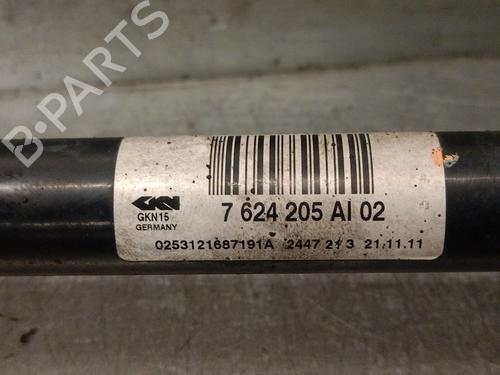 B-PARTS
GKN
GKN15
GERMANY
7 624 205 AI 02
0253121687191A 2447 21 3 21.11.11